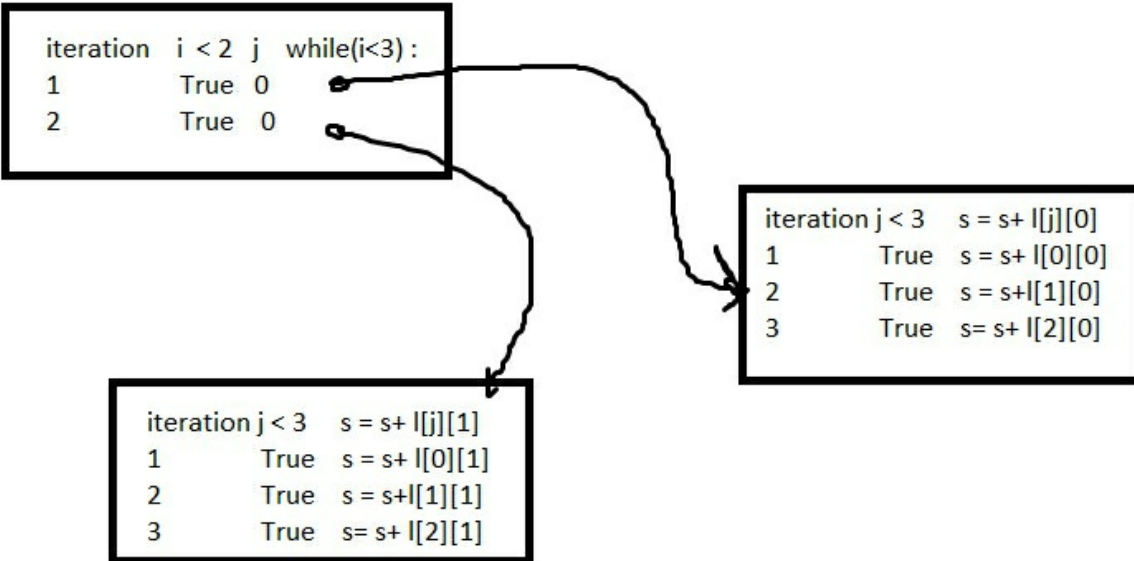 iteration i < 2 j while(i<3) :
1 True 0
2 True 0
iteration j < 3 s = s+ l[j][0]
1 True s = s+ l[0][0]
2 True s = s+l[1][0]
3 True s= s+ l[2][0]
iteration j < 3 s = s+ l[j][1]
1 True s = s+ l[0][1]
2 True s = s+l[1][1]
3 True s= s+ l[2][1]